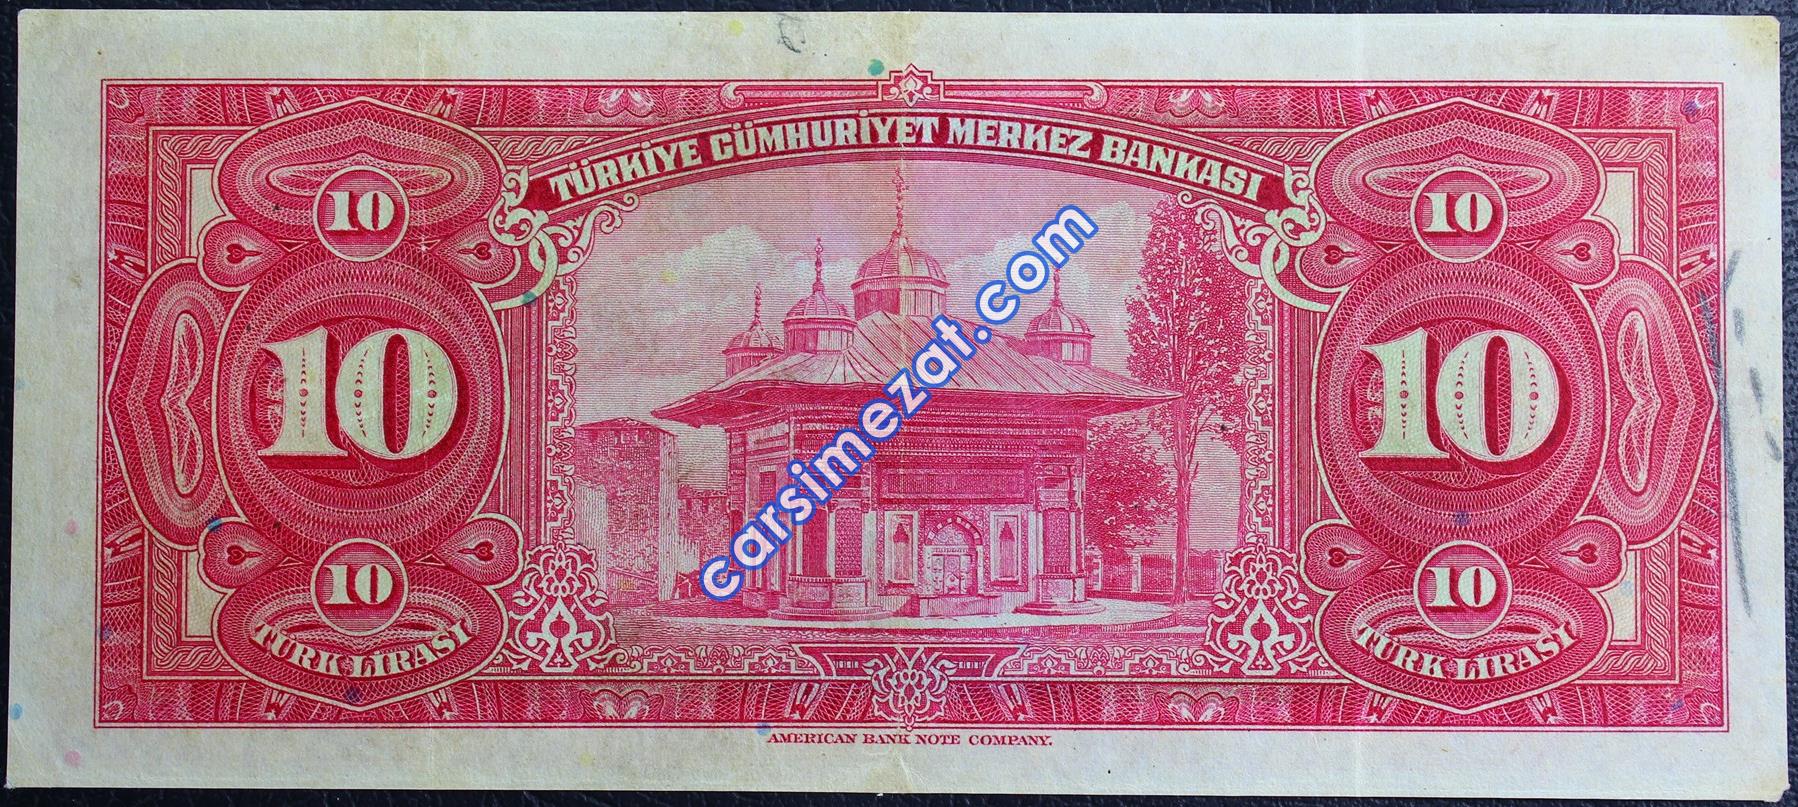 TÜRKİYE CÜMHURİYET MERKEZ BANKASI
10
10
10
10
carsimezat.com
10
10
TÜRK LİRASI
TÜRK LİRASI
AMERICAN BANK NOTE COMPANY.